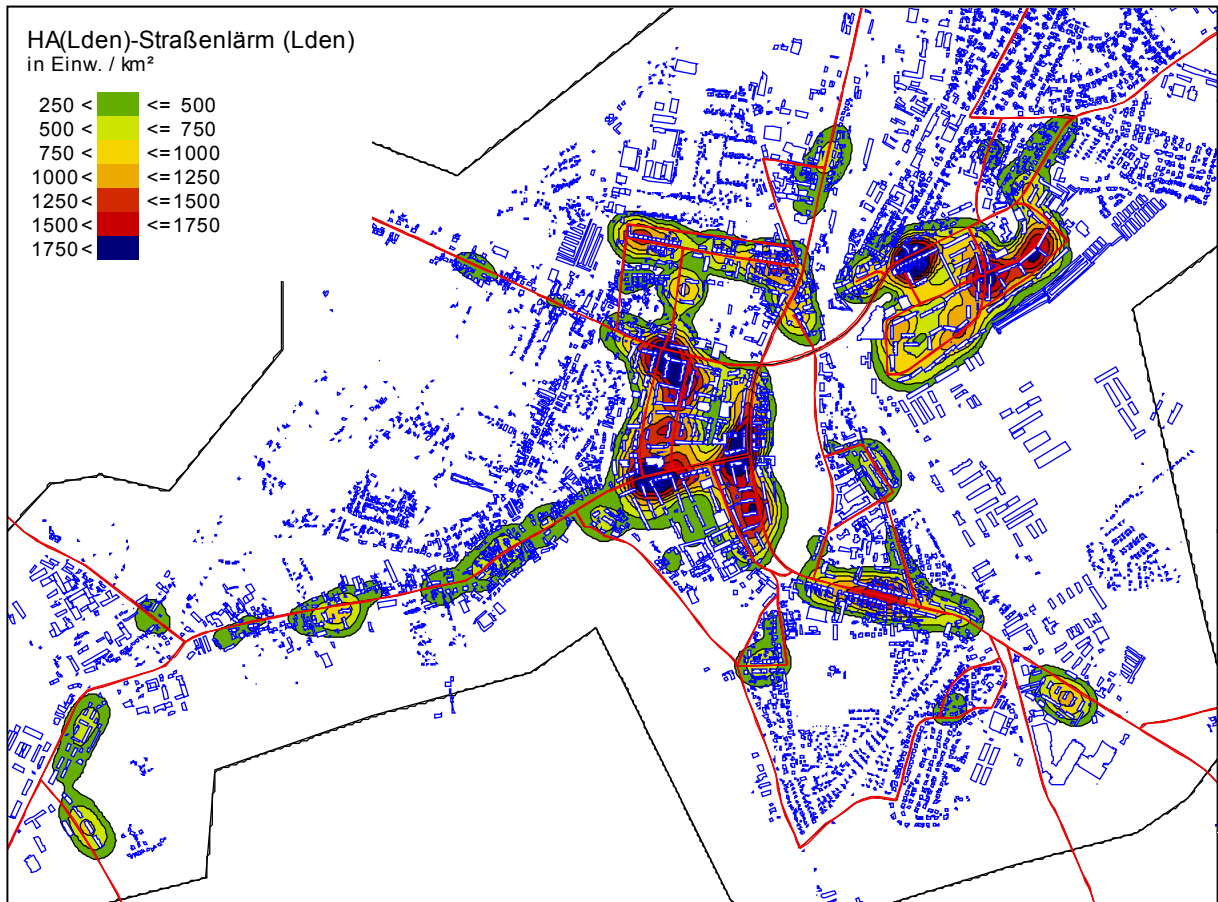 HA(Lden)-Straßenlärm (Lden)
in Einw. / km²
250 < <= 500
500 < <= 750
750 < <=1000
1000 < <=1250
1250 < <=1500
1500 < <=1750
1750<